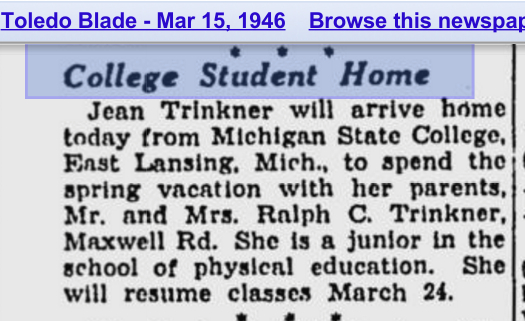 Toledo Blade - Mar 15, 1946 Browse this newspap
College Student Home
Jean Trinkner will arrive home
today from Michigan State College,
East Lansing, Mich., to spend the
spring vacation with her parents,
Mr. and Mrs. Ralph C. Trinkner,
Maxwell Rd. She is a junior in the
school of physical education. She
will resume classes March 24.